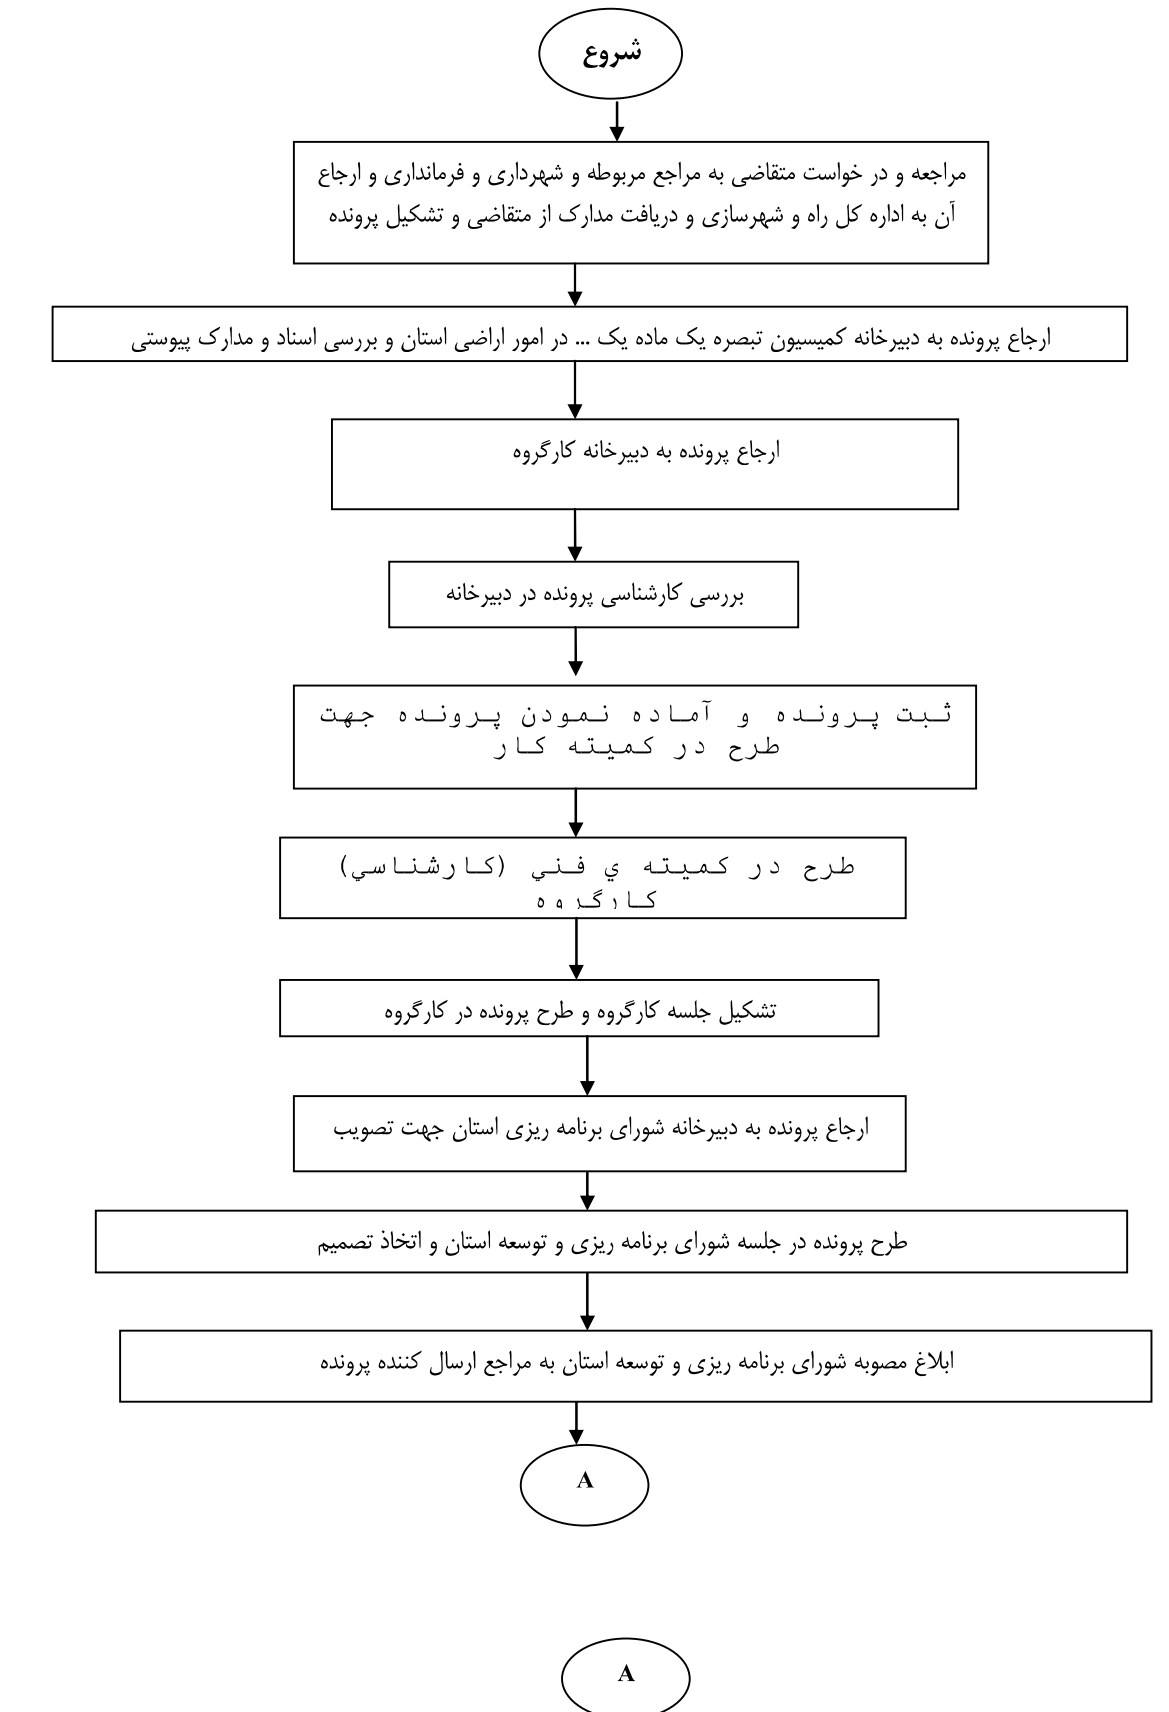 شروع
مراجعه و در خواست متقاضی به مراجع مربوطه و شهرداری و فرمانداری و ارجاع
آن به اداره کل راه و شهرسازی و دریافت مدارک از متقاضی و تشکیل پرونده
ارجاع پرونده به دبیرخانه کمیسیون تبصره یک ماده یک ... در امور اراضی استان و بررسی اسناد و مدارک پیوستی
ارجاع پرونده به دبیرخانه کارگروه
بررسی کارشناسی پرونده در دبیرخانه
ثبت پرونده و آماده نمودن پرونده جهت
طرح در کمیته کار
طرح در کمیته ي فني (کارشناسي)
کارگروه
تشکیل جلسه کارگروه و طرح پرونده در کارگروه
ارجاع پرونده به دبیرخانه شورای برنامه ریزی استان جهت تصویب
طرح پرونده در جلسه شورای برنامه ریزی و توسعه استان و اتخاذ تصمیم
ابلاغ مصوبه شورای برنامه ریزی و توسعه استان به مراجع ارسال کننده پرونده
A
A